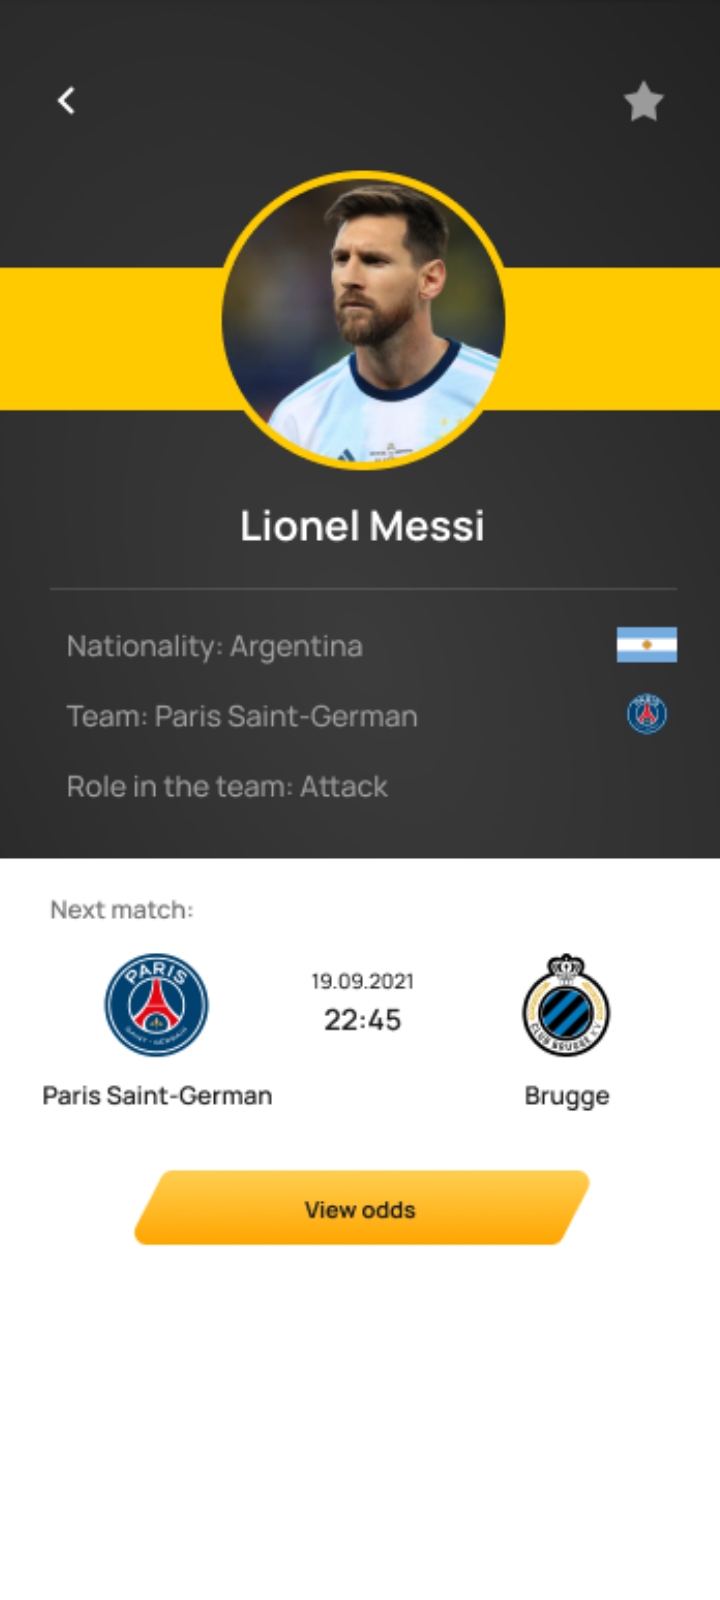 Lionel Messi
Nationality: Argentina
Team: Paris Saint-German
Role in the team: Attack
Next match:
PARIS
SAINT-GERMAIN
19.09.2021
22:45
CLUB BRUGGE K.V.
Paris Saint-German
Brugge
View odds